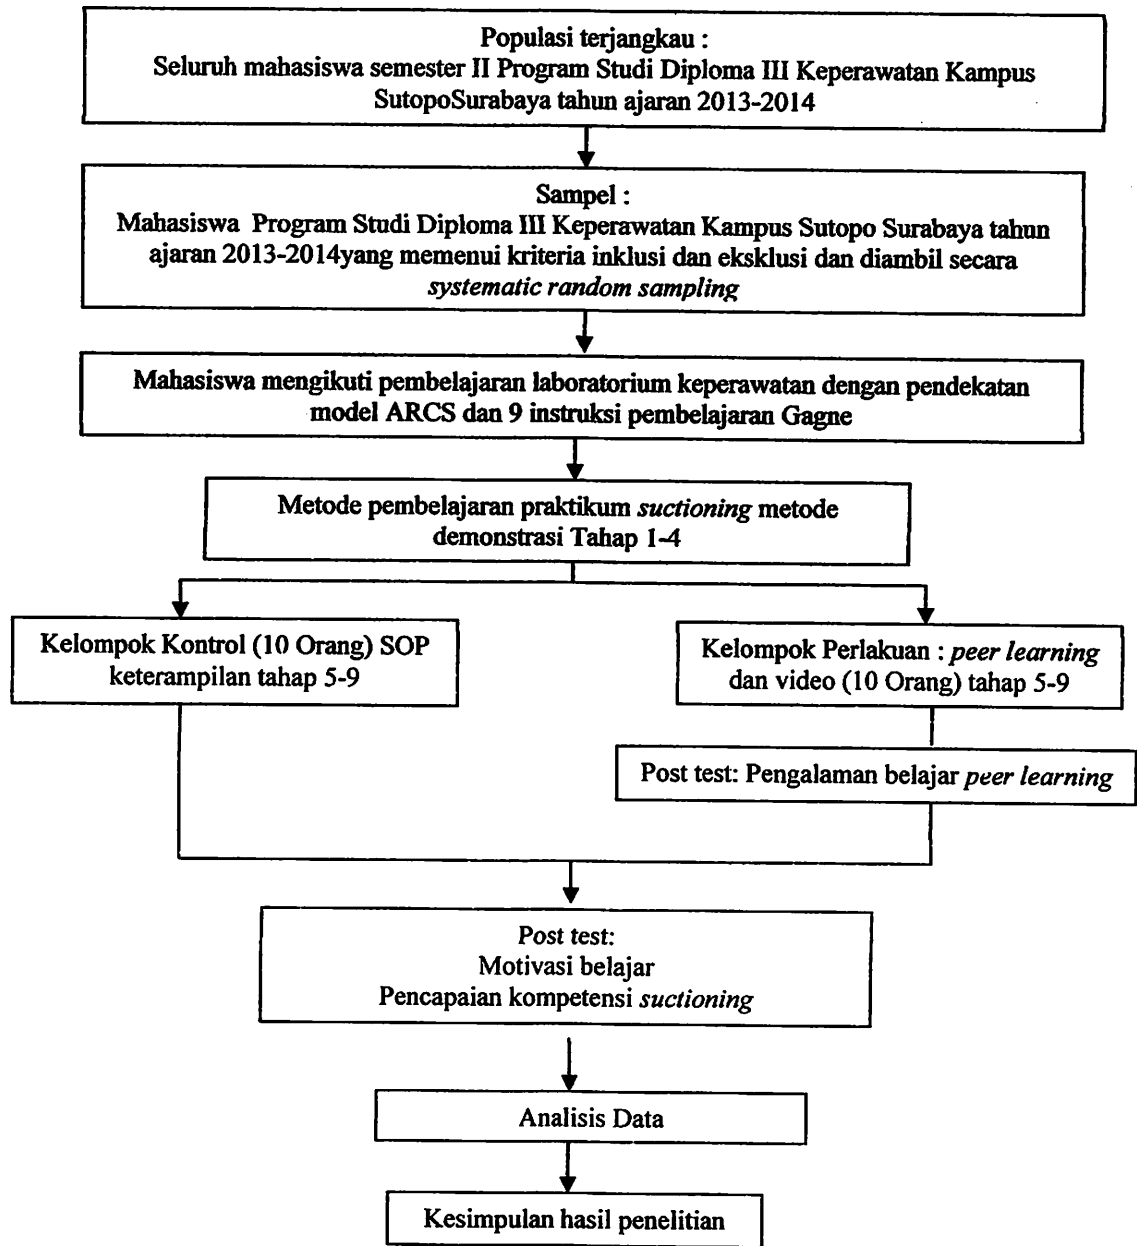 Populasi terjangkau :
Seluruh mahasiswa semester II Program Studi Diploma III Keperawatan Kampus
SutopoSurabaya tahun ajaran 2013-2014
Sampel :
Mahasiswa Program Studi Diploma III Keperawatan Kampus Sutopo Surabaya tahun
ajaran 2013-2014yang memenui kriteria inklusi dan eksklusi dan diambil secara
systematic random sampling
Mahasiswa mengikuti pembelajaran laboratorium keperawatan dengan pendekatan
model ARCS dan 9 instruksi pembelajaran Gagne
Metode pembelajaran praktikum suctioning metode
demonstrasi Tahap 1-4
Kelompok Kontrol (10 Orang) SOP
keterampilan tahap 5-9
Kelompok Perlakuan : peer learning
dan video (10 Orang) tahap 5-9
Post test: Pengalaman belajar peer learning
Post test:
Motivasi belajar
Pencapaian kompetensi suctioning
Analisis Data
Kesimpulan hasil penelitian